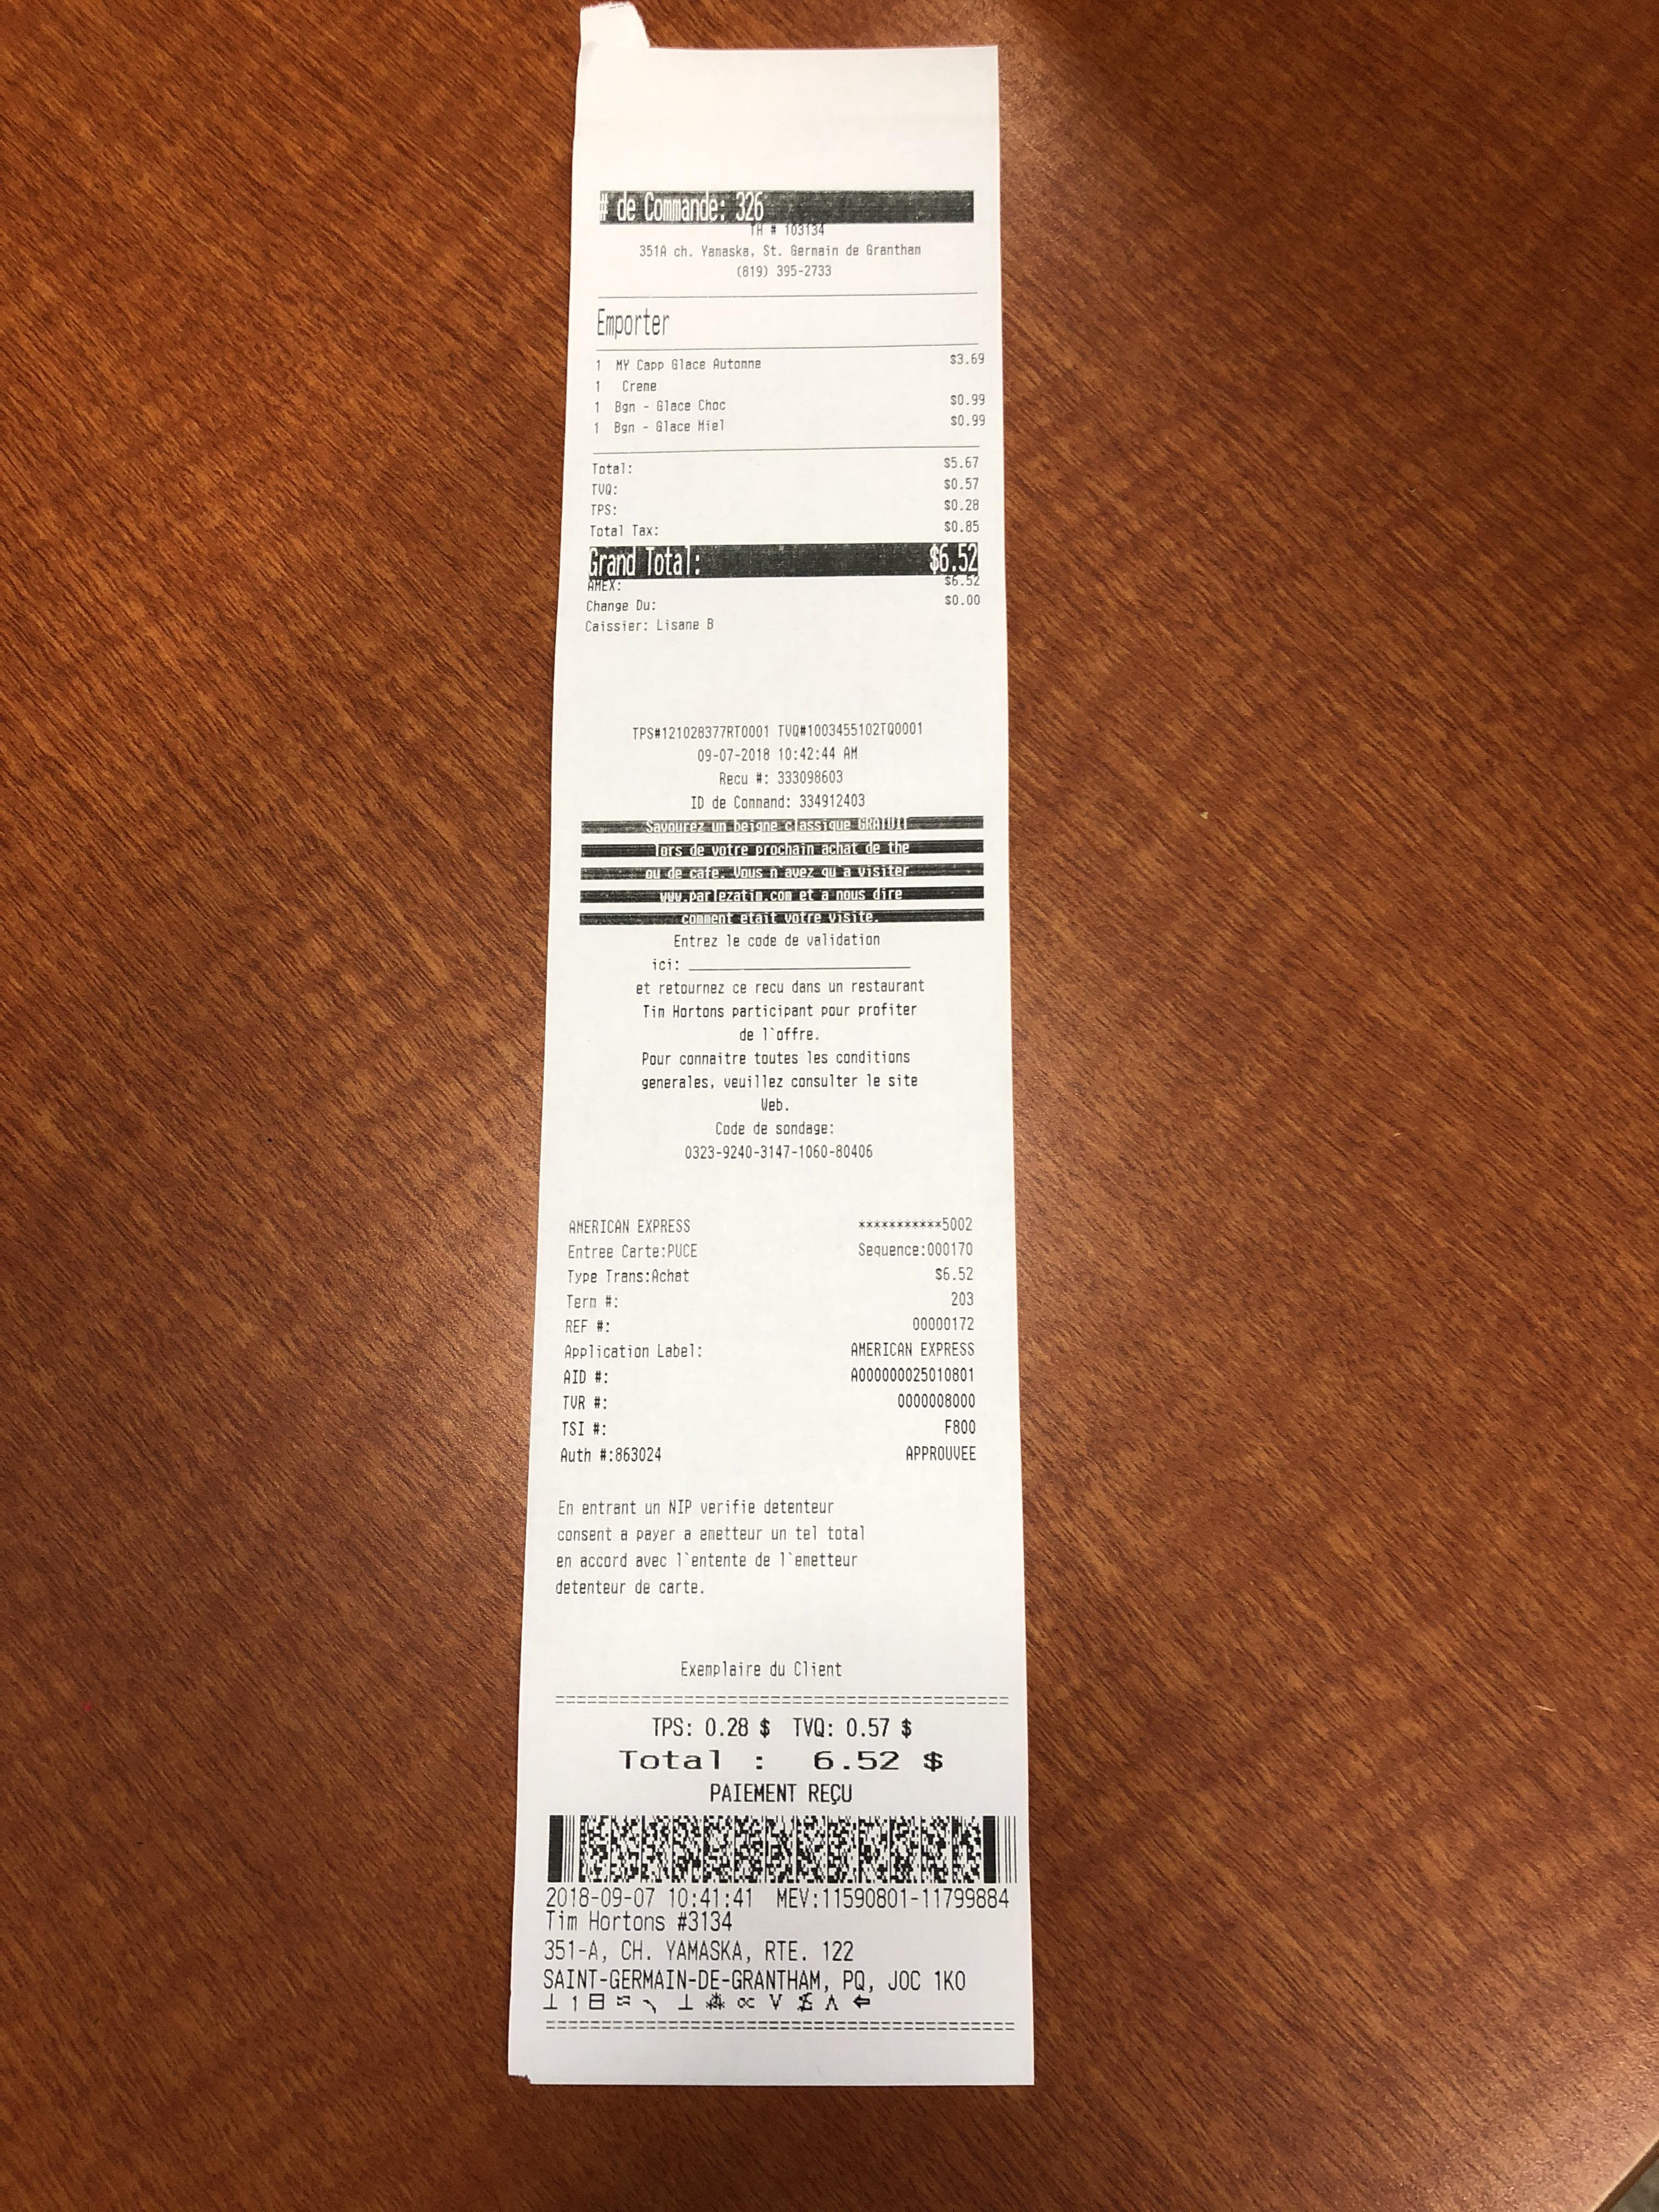 # de Commande: 326
TH # 103134
351A ch. Yamaska, St. Germain de Grantham
(819) 395-2733
Emporter
1 MY Capp Glace Automne $3.69
1 Creme
1 Bgn - Glace Choc $0.99
1 Bgn - Glace Miel $0.99
Total: $5.67
TVQ: $0.57
TPS: $0.28
Total Tax: $0.85
Grand Total: $6.52
AMEX: $6.52
Change Du: $0.00
Caissier: Lisane B
TPS#121028377RT0001 TVQ#1003455102TQ0001
09-07-2018 10:42:44 AM
Recu #: 333098603
ID de Command: 334912403
Savourez un beigne classique GRATUIT
lors de votre prochain achat de the
ou de cafe. Vous n avez qu a visiter
www.parlezatim.com et a nous dire
comment etait votre visite.
Entrez le code de validation
ici: ____________________
et retournez ce recu dans un restaurant
Tim Hortons participant pour profiter
de l`offre.
Pour connaitre toutes les conditions
generales, veuillez consulter le site
Web.
Code de sondage:
0323-9240-3147-1060-80406
AMERICAN EXPRESS ***********5002
Entree Carte:PUCE Sequence:000170
Type Trans:Achat $6.52
Term #: 203
REF #: 00000172
Application Label: AMERICAN EXPRESS
AID #: A000000025010801
TVR #: 0000008000
TSI #: F800
Auth #:863024 APPROUVEE
En entrant un NIP verifie detenteur
consent a payer a emetteur un tel total
en accord avec l`entente de l`emetteur
detenteur de carte.
Exemplaire du Client
TPS: 0.28 $ TVQ: 0.57 $
Total : 6.52 $
PAIEMENT REÇU
2018-09-07 10:41:41 MEV:11590801-11799884
Tim Hortons #3134
351-A, CH. YAMASKA, RTE. 122
SAINT-GERMAIN-DE-GRANTHAM, PQ, J0C 1K0